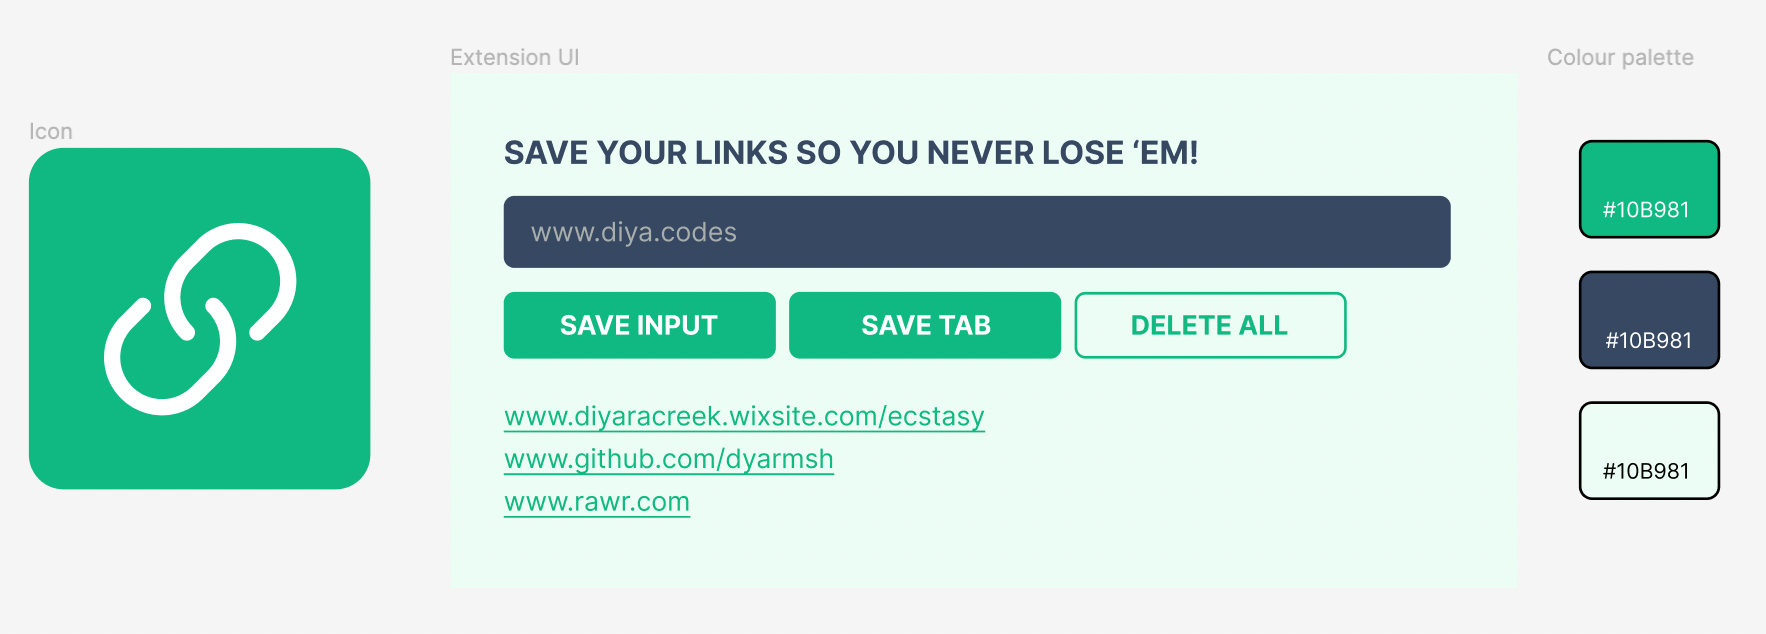 Icon
Extension UI
SAVE YOUR LINKS SO YOU NEVER LOSE ‘EM!
www.diya.codes
SAVE INPUT
SAVE TAB
DELETE ALL
www.diyaracreek.wixsite.com/ecstasy
www.github.com/dyarmsh
www.rawr.com
Colour palette
#10B981
#10B981
#10B981